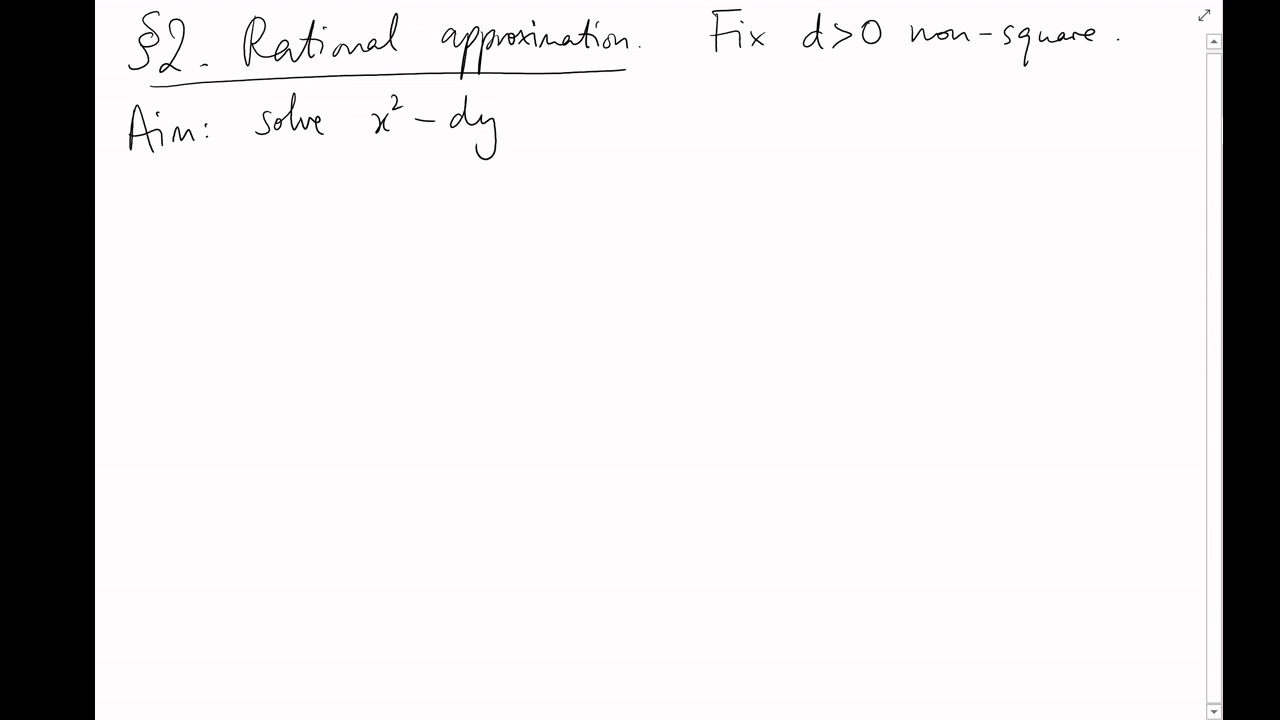 §2. Rational approximation. Fix d>0 non-square.
Aim: solve x² - dy